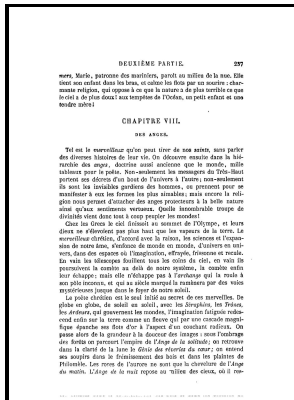 DEUXIÈME PARTIE. 257
mers, Marie, patronne des mariniers, paroît au milieu de la nue. Elle
tient son enfant dans les bras, et calme les flots par un sourire : char-
mante religion, qui oppose à ce que la nature a de plus terrible ce que
le ciel a de plus doux ! aux tempêtes de l'Océan, un petit enfant et une
tendre mère !
CHAPITRE VIII.
DES ANGES.
Tel est le merveilleux qu'on peut tirer de nos saints, sans parler
des diverses histoires de leur vie. On découvre ensuite dans la hié-
rarchie des anges, doctrine aussi ancienne que le monde, mille
tableaux pour le poëte. Non-seulement les messagers du Très-Haut
portent ses décrets d'un bout de l'univers à l'autre ; non-seulement
ils sont les invisibles gardiens des hommes, ou prennent pour se
manifester à eux les formes les plus aimables ; mais encore la reli-
gion nous permet d'attacher des anges protecteurs à la belle nature
ainsi qu'aux sentiments vertueux. Quelle innombrable troupe de
divinités vient donc tout à coup peupler les mondes !
Chez les Grecs le ciel finissoit au sommet de l'Olympe, et leurs
dieux ne s'élevoient pas plus haut que les vapeurs de la terre. Le
merveilleux chrétien, d'accord avec la raison, les sciences et l'expan-
sion de notre âme, s'enfonce de monde en monde, d'univers en uni-
vers, dans des espaces où l'imagination, effrayée, frissonne et recule.
En vain les télescopes fouillent tous les coins du ciel, en vain ils
poursuivent la comète au delà de notre système, la comète enfin
leur échappe ; mais elle n'échappe pas à l'archange qui la roule à
son pôle inconnu, et qui au siècle marqué la ramènera par des voies
mystérieuses jusque dans le foyer de notre soleil.
Le poëte chrétien est le seul initié au secret de ces merveilles. De
globe en globe, de soleil en soleil, avec les Séraphins, les Trônes,
les Ardeurs, qui gouvernent les mondes, l'imagination fatiguée redes-
cend enfin sur la terre comme un fleuve qui par une cascade magni-
fique épanche ses flots d'or à l'aspect d'un couchant radieux. On
passe alors de la grandeur à la douceur des images : sous l'ombrage
des forêts on parcourt l'empire de l'Ange de la solitude ; on retrouve
dans la clarté de la lune le Génie des rêveries du cœur ; on entend
ses soupirs dans le frémissement des bois et dans les plaintes de
Philomèle. Les roses de l'aurore ne sont que la chevelure de l'Ange
du matin. L'Ange de la nuit repose au milieu des cieux, où il res-